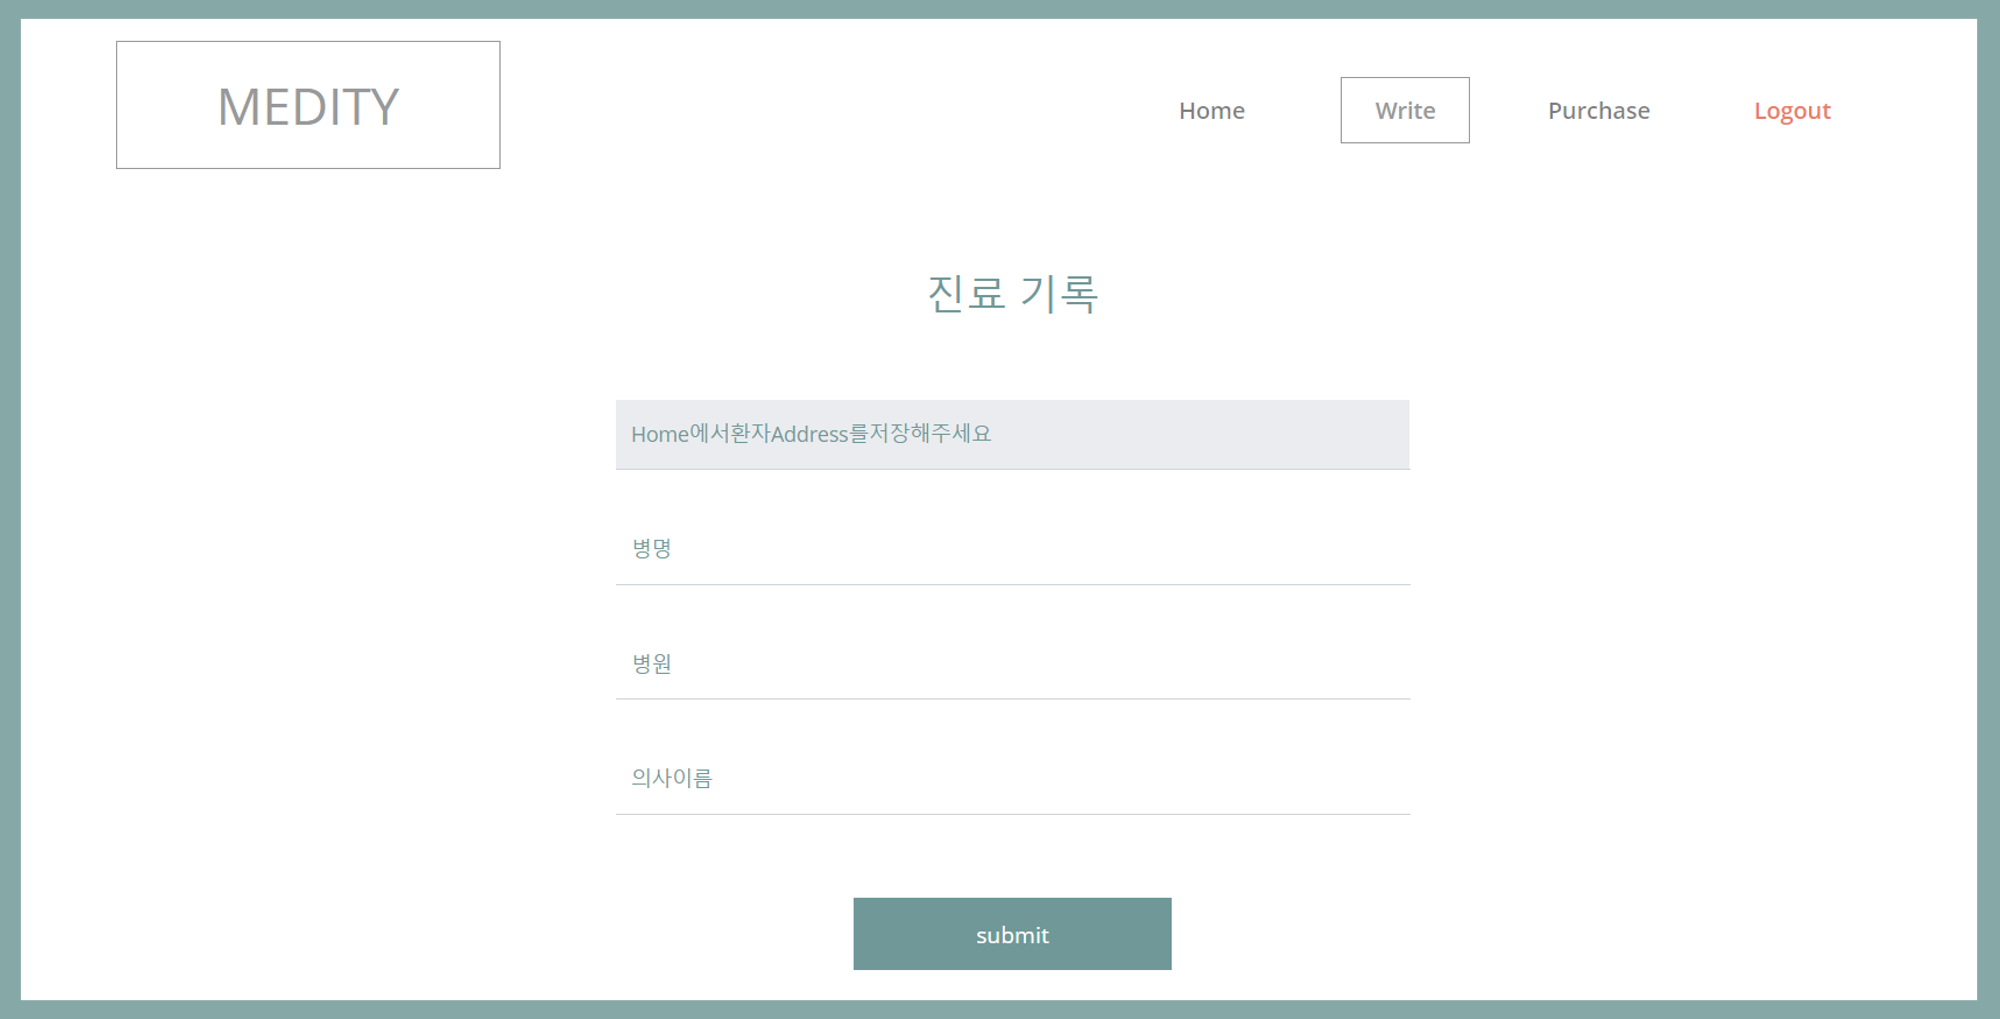 MEDITY
Home Write Purchase Logout
진료 기록
Home에서환자Address를저장해주세요
병명
병원
의사이름
submit